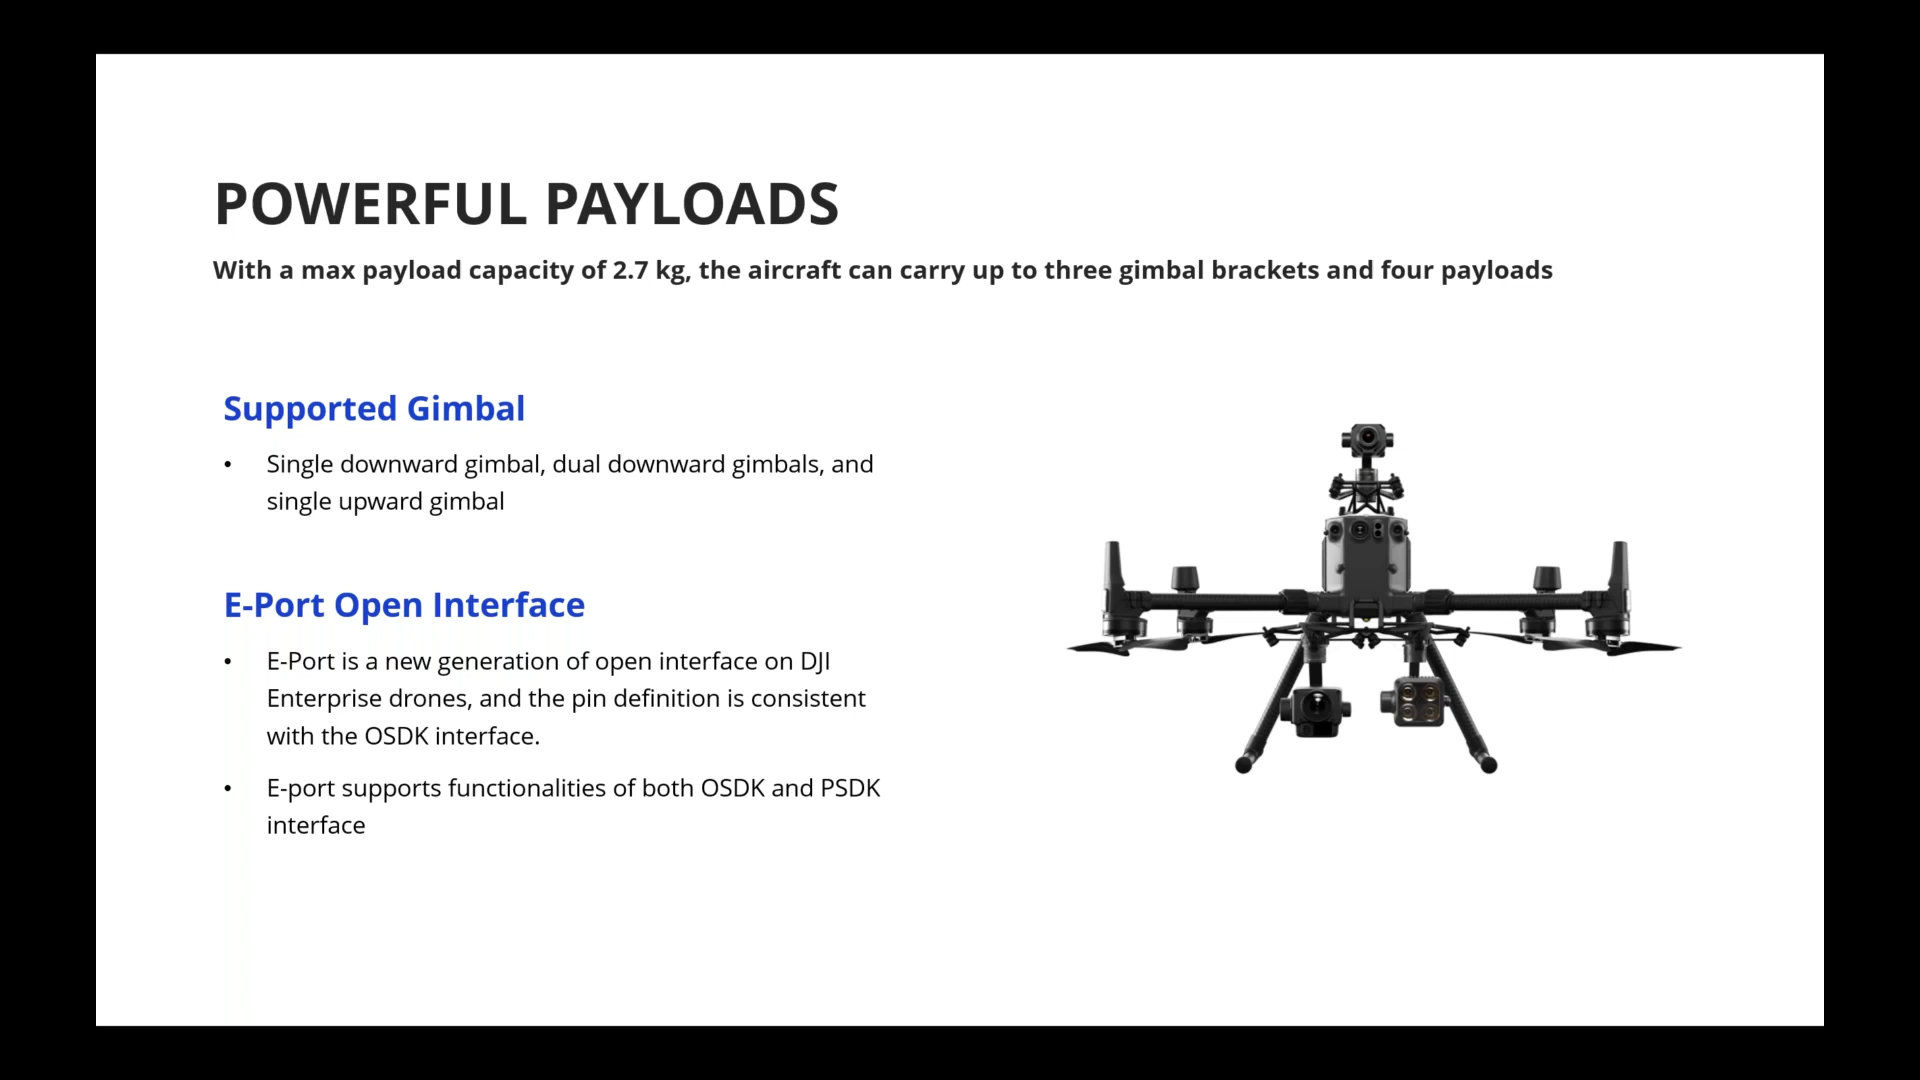 POWERFUL PAYLOADS
With a max payload capacity of 2.7 kg, the aircraft can carry up to three gimbal brackets and four payloads
Supported Gimbal
• Single downward gimbal, dual downward gimbals, and
single upward gimbal
E-Port Open Interface
• E-Port is a new generation of open interface on DJI
Enterprise drones, and the pin definition is consistent
with the OSDK interface.
• E-port supports functionalities of both OSDK and PSDK
interface